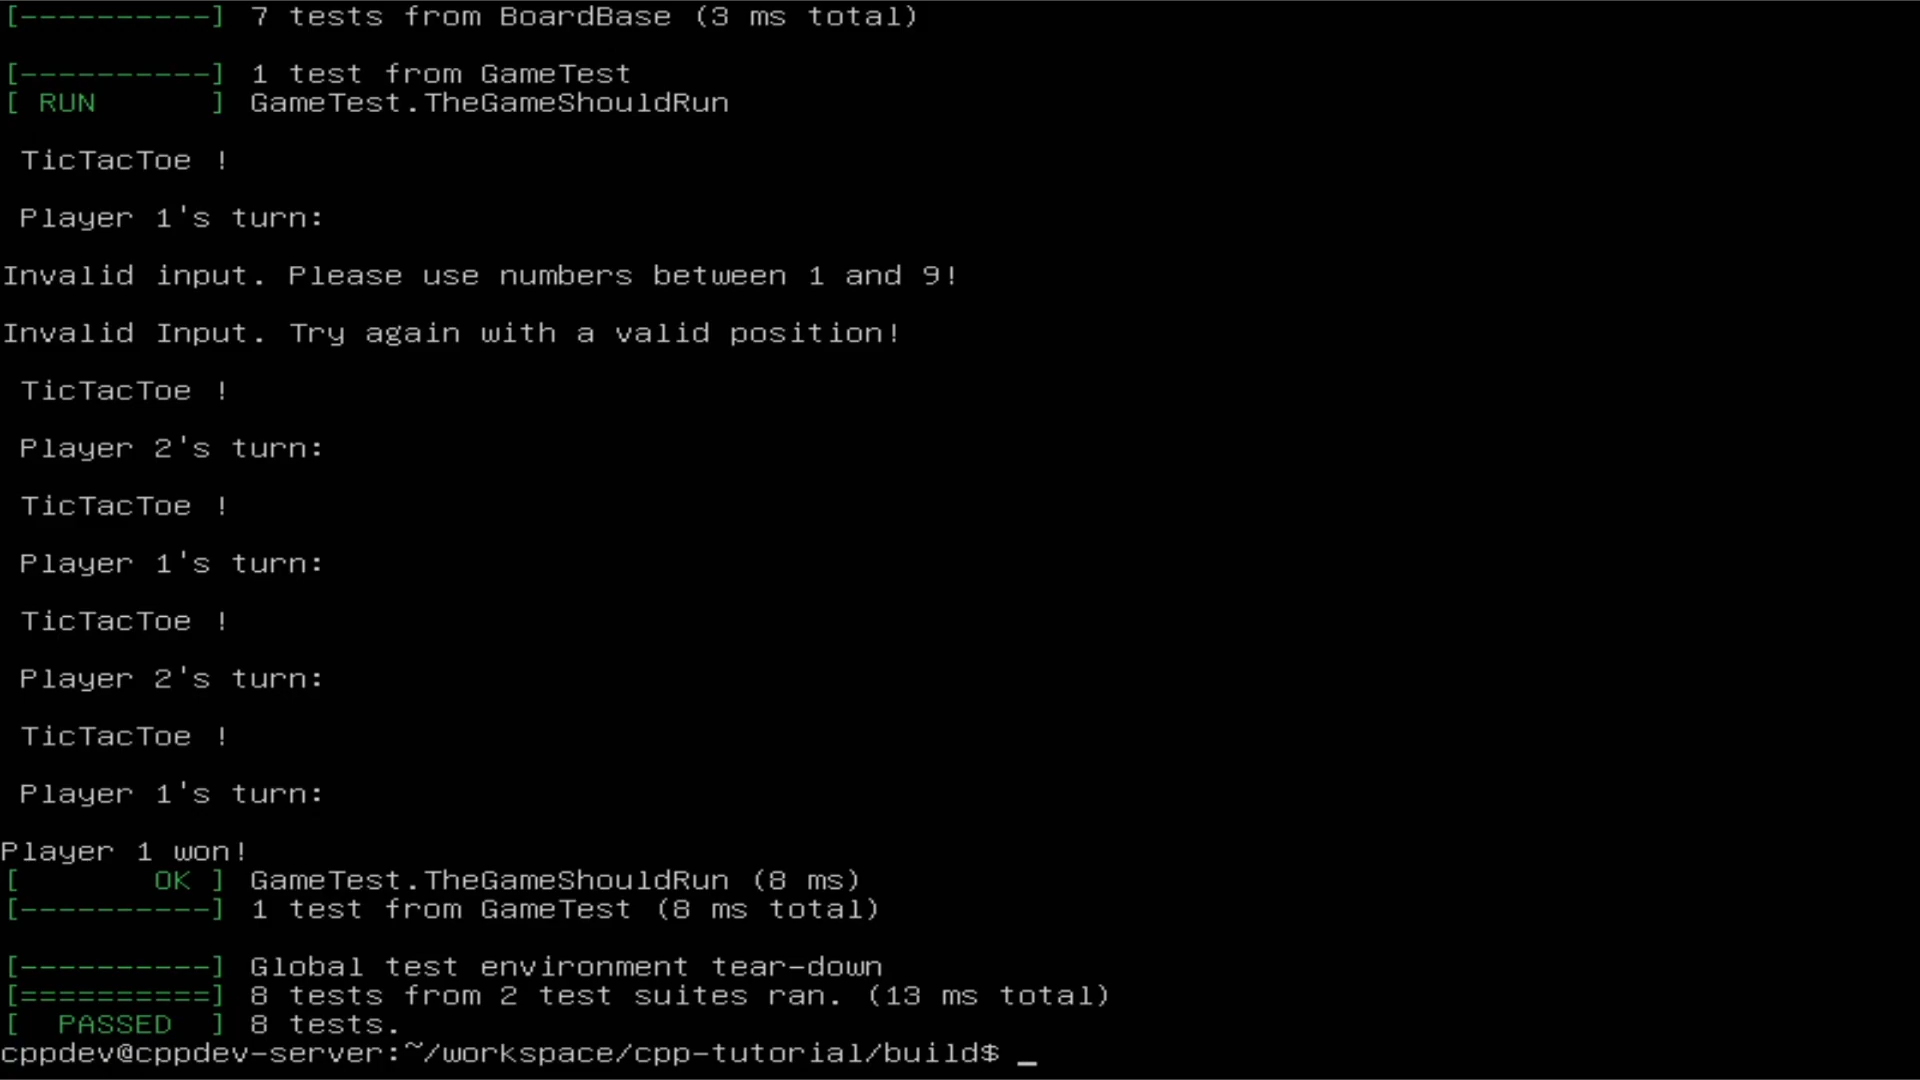 [----------] 7 tests from BoardBase (3 ms total)
[----------] 1 test from GameTest
[ RUN      ] GameTest.TheGameShouldRun
TicTacToe !
Player 1's turn:
Invalid input. Please use numbers between 1 and 9!
Invalid Input. Try again with a valid position!
TicTacToe !
Player 2's turn:
TicTacToe !
Player 1's turn:
TicTacToe !
Player 2's turn:
TicTacToe !
Player 1's turn:
Player 1 won!
[       OK ] GameTest.TheGameShouldRun (8 ms)
[----------] 1 test from GameTest (8 ms total)
[----------] Global test environment tear-down
[==========] 8 tests from 2 test suites ran. (13 ms total)
[  PASSED  ] 8 tests.
cppdev@cppdev-server:~/workspace/cpp-tutorial/build$ _